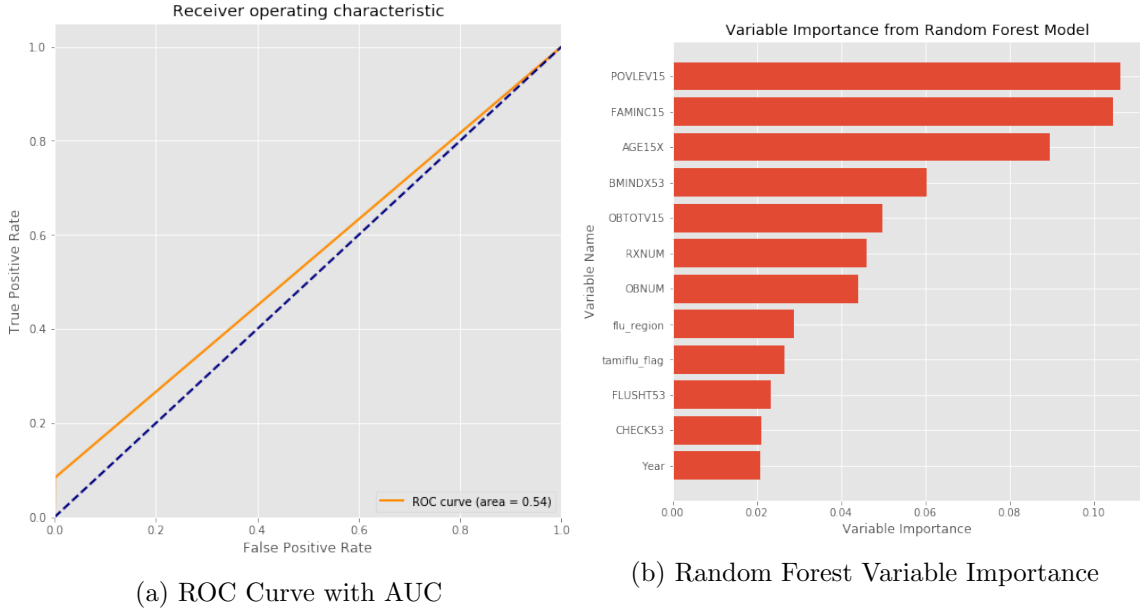 Receiver operating characteristic
True Positive Rate
1.0
0.8
0.6
0.4
0.2
0.0
0.0 0.2 0.4 0.6 0.8 1.0
False Positive Rate
ROC curve (area = 0.54)
(a) ROC Curve with AUC
Variable Importance from Random Forest Model
Variable Name
POVLEV15
FAMINC15
AGE15X
BMINDX53
OBTOTV15
RXNUM
OBNUM
flu_region
tamiflu_flag
FLUSHT53
CHECK53
Year
0.00 0.02 0.04 0.06 0.08 0.10
Variable Importance
(b) Random Forest Variable Importance